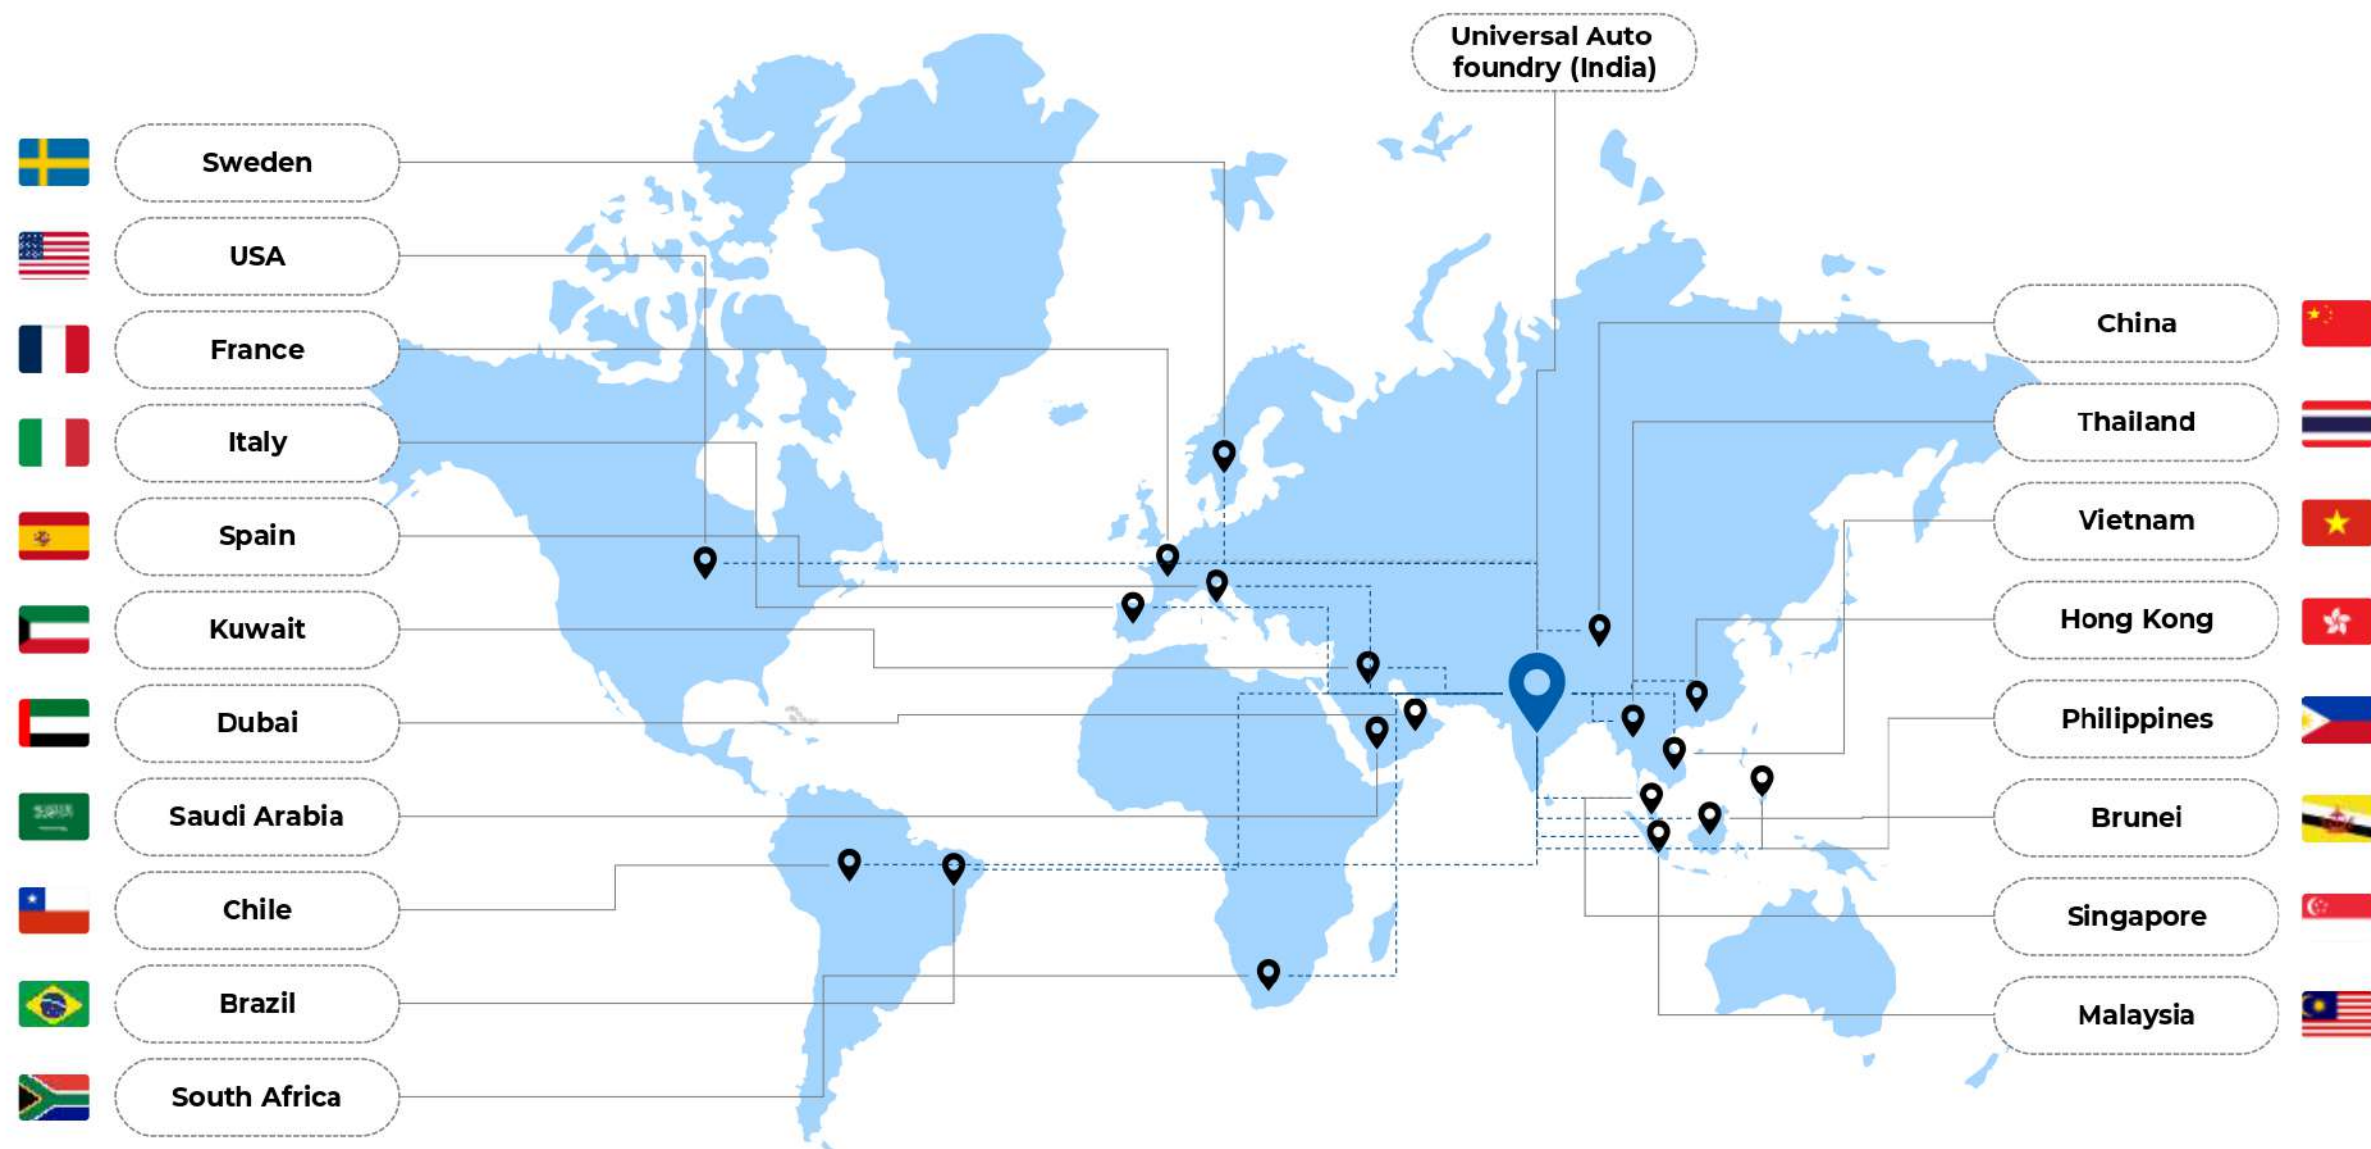 Universal Auto
foundry (India)
Sweden
USA
France
Italy
Spain
Kuwait
Dubai
Saudi Arabia
Chile
Brazil
South Africa
China
Thailand
Vietnam
Hong Kong
Philippines
Brunei
Singapore
Malaysia